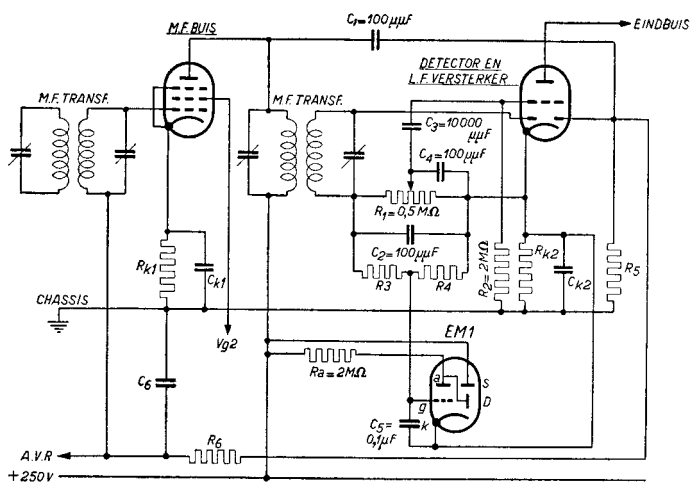 C₁=100μμF
EINDBUIS
M.F. BUIS
DETECTOR EN
L.F. VERSTERKER
M.F. TRANSF.
M.F. TRANSF.
C₃=10000
μμF
C₄=100μμF
R₁=0,5MΩ
C₂=100μμF
Rk1
Ck1
R3
R4
R₂=2MΩ
Rk2
Ck2
R5
CHASSIS
Vg2
EM1
Ra=2MΩ
a
S
D
g
k
C₆
C₅=
0,1μF
R₆
A.V.R
+250V